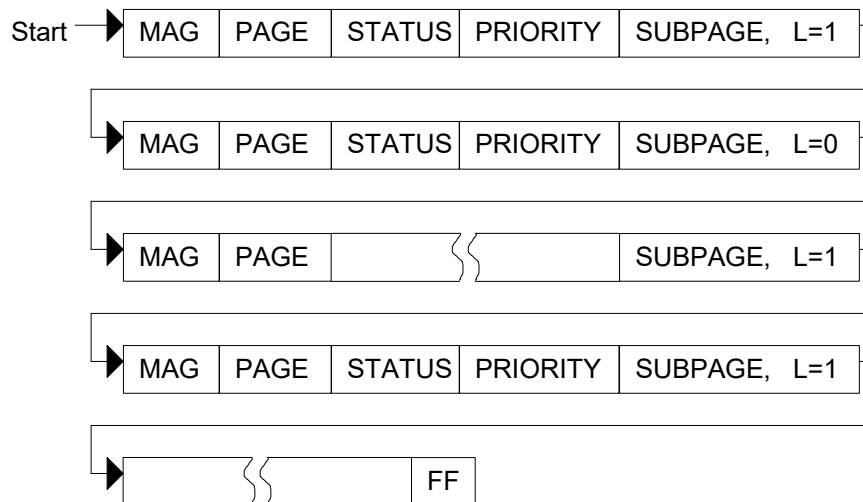 Start MAG PAGE STATUS PRIORITY SUBPAGE, L=1
MAG PAGE STATUS PRIORITY SUBPAGE, L=0
MAG PAGE SUBPAGE, L=1
MAG PAGE STATUS PRIORITY SUBPAGE, L=1
FF